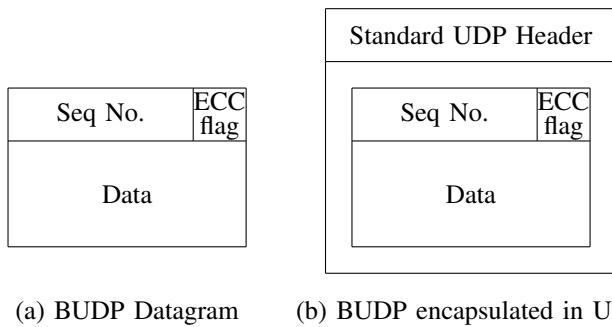 Standard UDP Header
Seq No.
ECC
flag
Data
Seq No.
ECC
flag
Data
(a) BUDP Datagram
(b) BUDP encapsulated in U